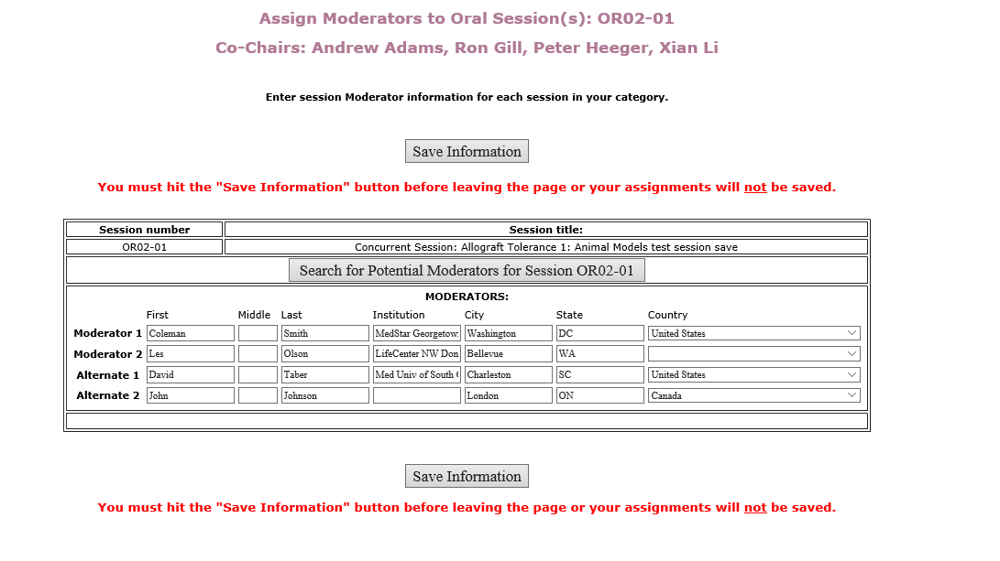 Assign Moderators to Oral Session(s): OR02-01
Co-Chairs: Andrew Adams, Ron Gill, Peter Heeger, Xian Li
Enter session Moderator information for each session in your category.
Save Information
You must hit the "Save Information" button before leaving the page or your assignments will not be saved.
Session number Session title:
OR02-01 Concurrent Session: Allograft Tolerance 1: Animal Models test session save
Search for Potential Moderators for Session OR02-01
MODERATORS:
First Middle Last Institution City State Country
Moderator 1 Coleman Smith MedStar Georgetow Washington DC United States
Moderator 2 Les Olson LifeCenter NW Don Bellevue WA
Alternate 1 David Taber Med Univ of South Charleston SC United States
Alternate 2 John Johnson London ON Canada
Save Information
You must hit the "Save Information" button before leaving the page or your assignments will not be saved.